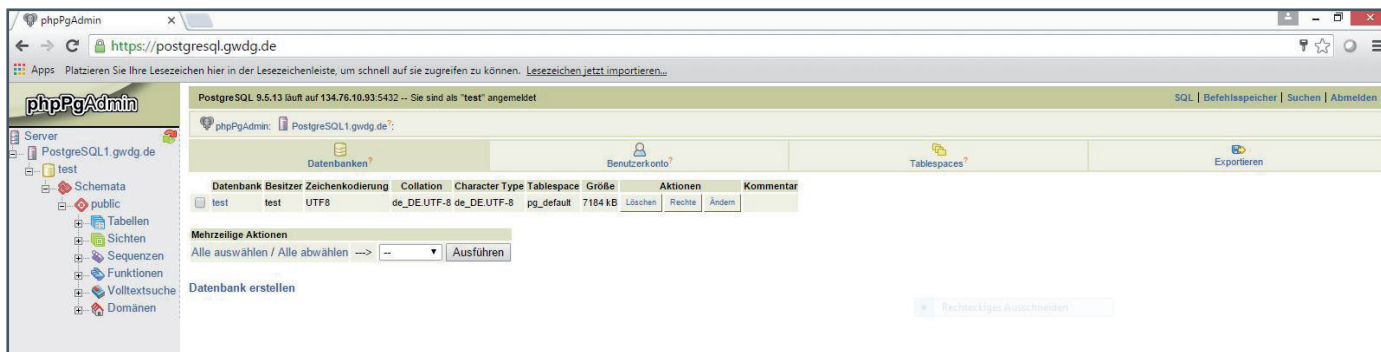 phpPgAdmin
https://postgresql.gwdg.de
Apps Platzieren Sie Ihre Lesezeichen hier in der Lesezeichenleiste, um schnell auf sie zugreifen zu können. Lesezeichen jetzt importieren...
phpPgAdmin
Server
PostgreSQL1.gwdg.de
test
Schemata
public
Tabellen
Sichten
Sequenzen
Funktionen
Volltextsuche
Domänen
PostgreSQL 9.5.13 läuft auf 134.76.10.93:5432 -- Sie sind als "test" angemeldet
SQL | Befehlsspeicher | Suchen | Abmelden
phpPgAdmin: PostgreSQL1.gwdg.de?:
Datenbanken? Benutzerkonto? Tablespaces? Exportieren
Datenbank Besitzer Zeichenkodierung Collation Character Type Tablespace Größe Aktionen Kommentar
test test UTF8 de_DE.UTF-8 de_DE.UTF-8 pg_default 7184 kB Löschen Rechte Ändern
Mehrzeilige Aktionen
Alle auswählen / Alle abwählen ---> -- Ausführen
Datenbank erstellen
Rechteckiges Ausschneiden